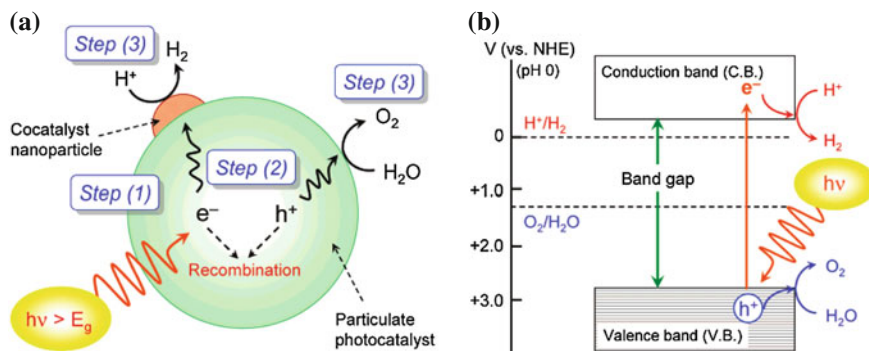 (a)
Step (3)
H₂
H⁺
Step (3)
Cocatalyst
nanoparticle
O₂
Step (2)
H₂O
Step (1)
e⁻
h⁺
Recombination
hν > E₉
Particulate
photocatalyst
(b)
V (vs. NHE)
(pH 0)
Conduction band (C.B.)
e⁻
H⁺
H⁺/H₂
0
H₂
hν
Band gap
+1.0
O₂/H₂O
+2.0
O₂
+3.0
h⁺
H₂O
Valence band (V.B.)